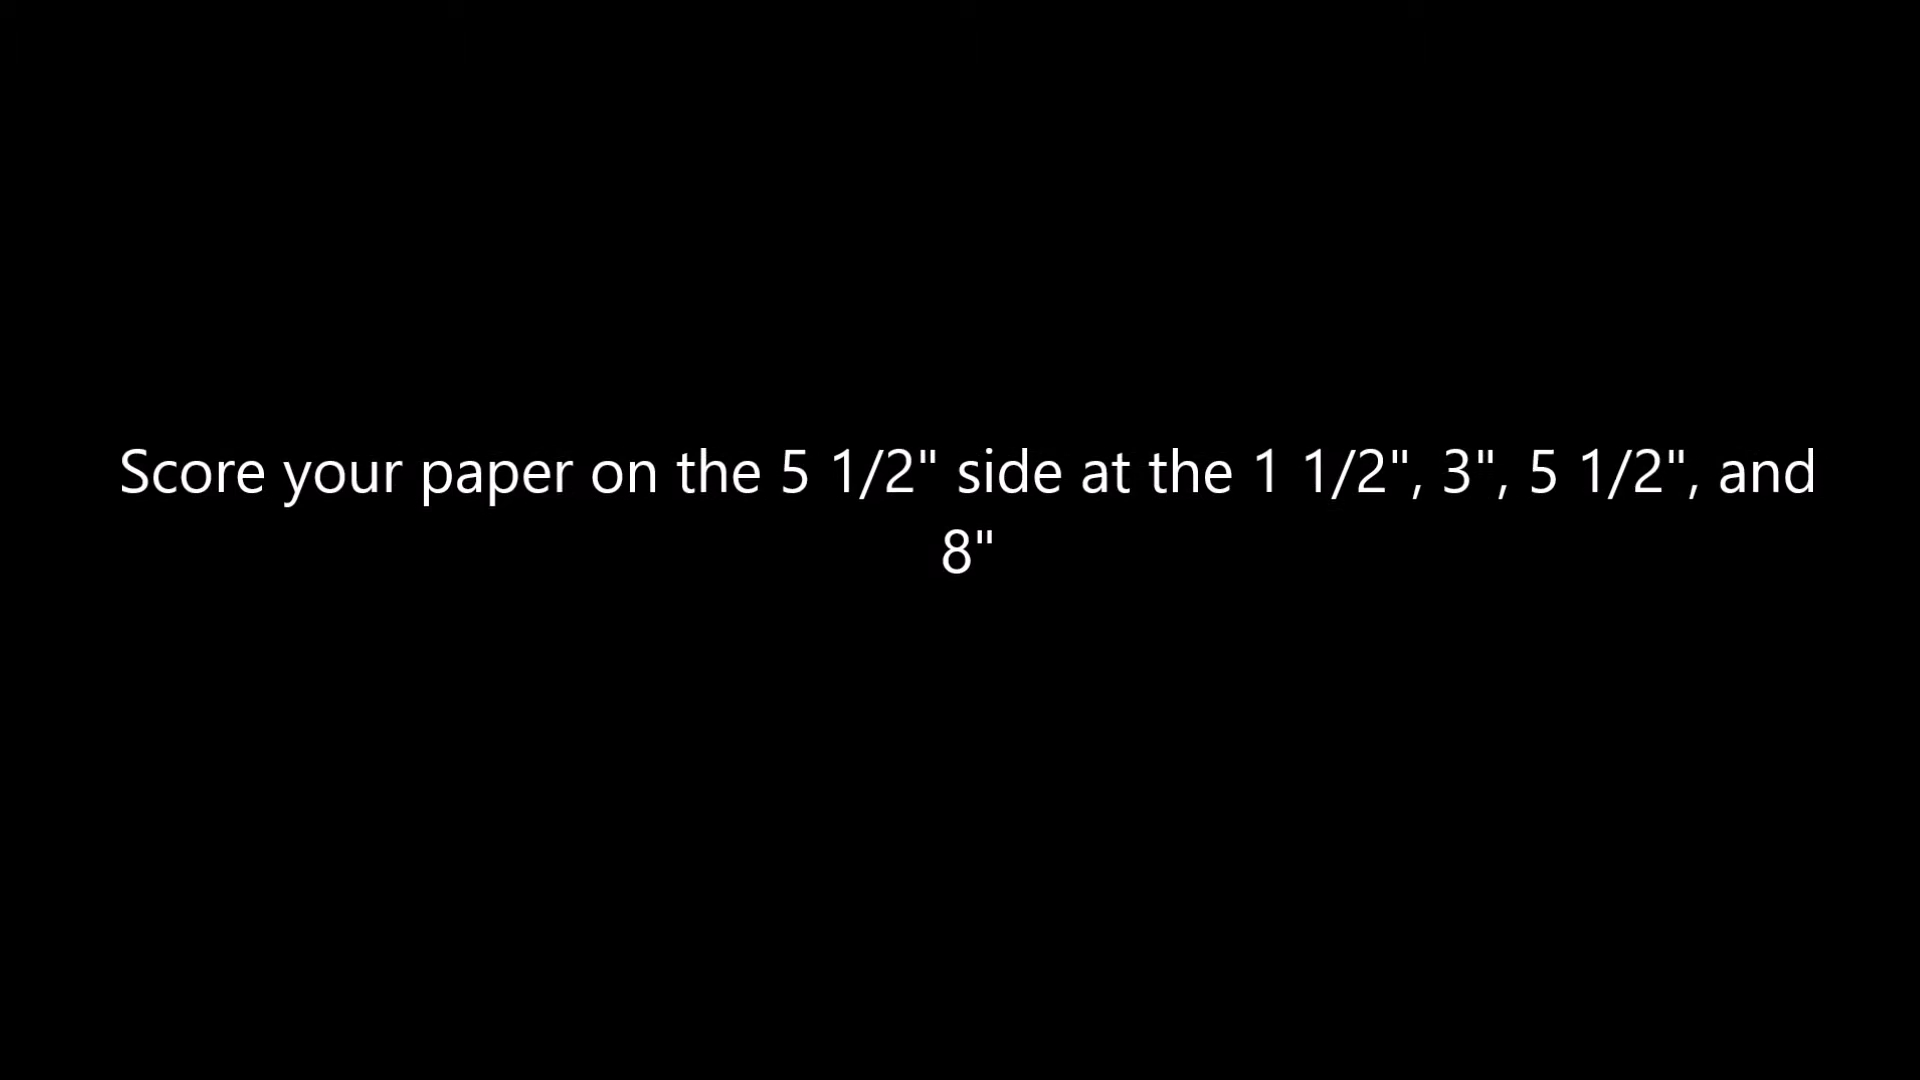 Score your paper on the 5 1/2" side at the 1 1/2", 3", 5 1/2", and
8"